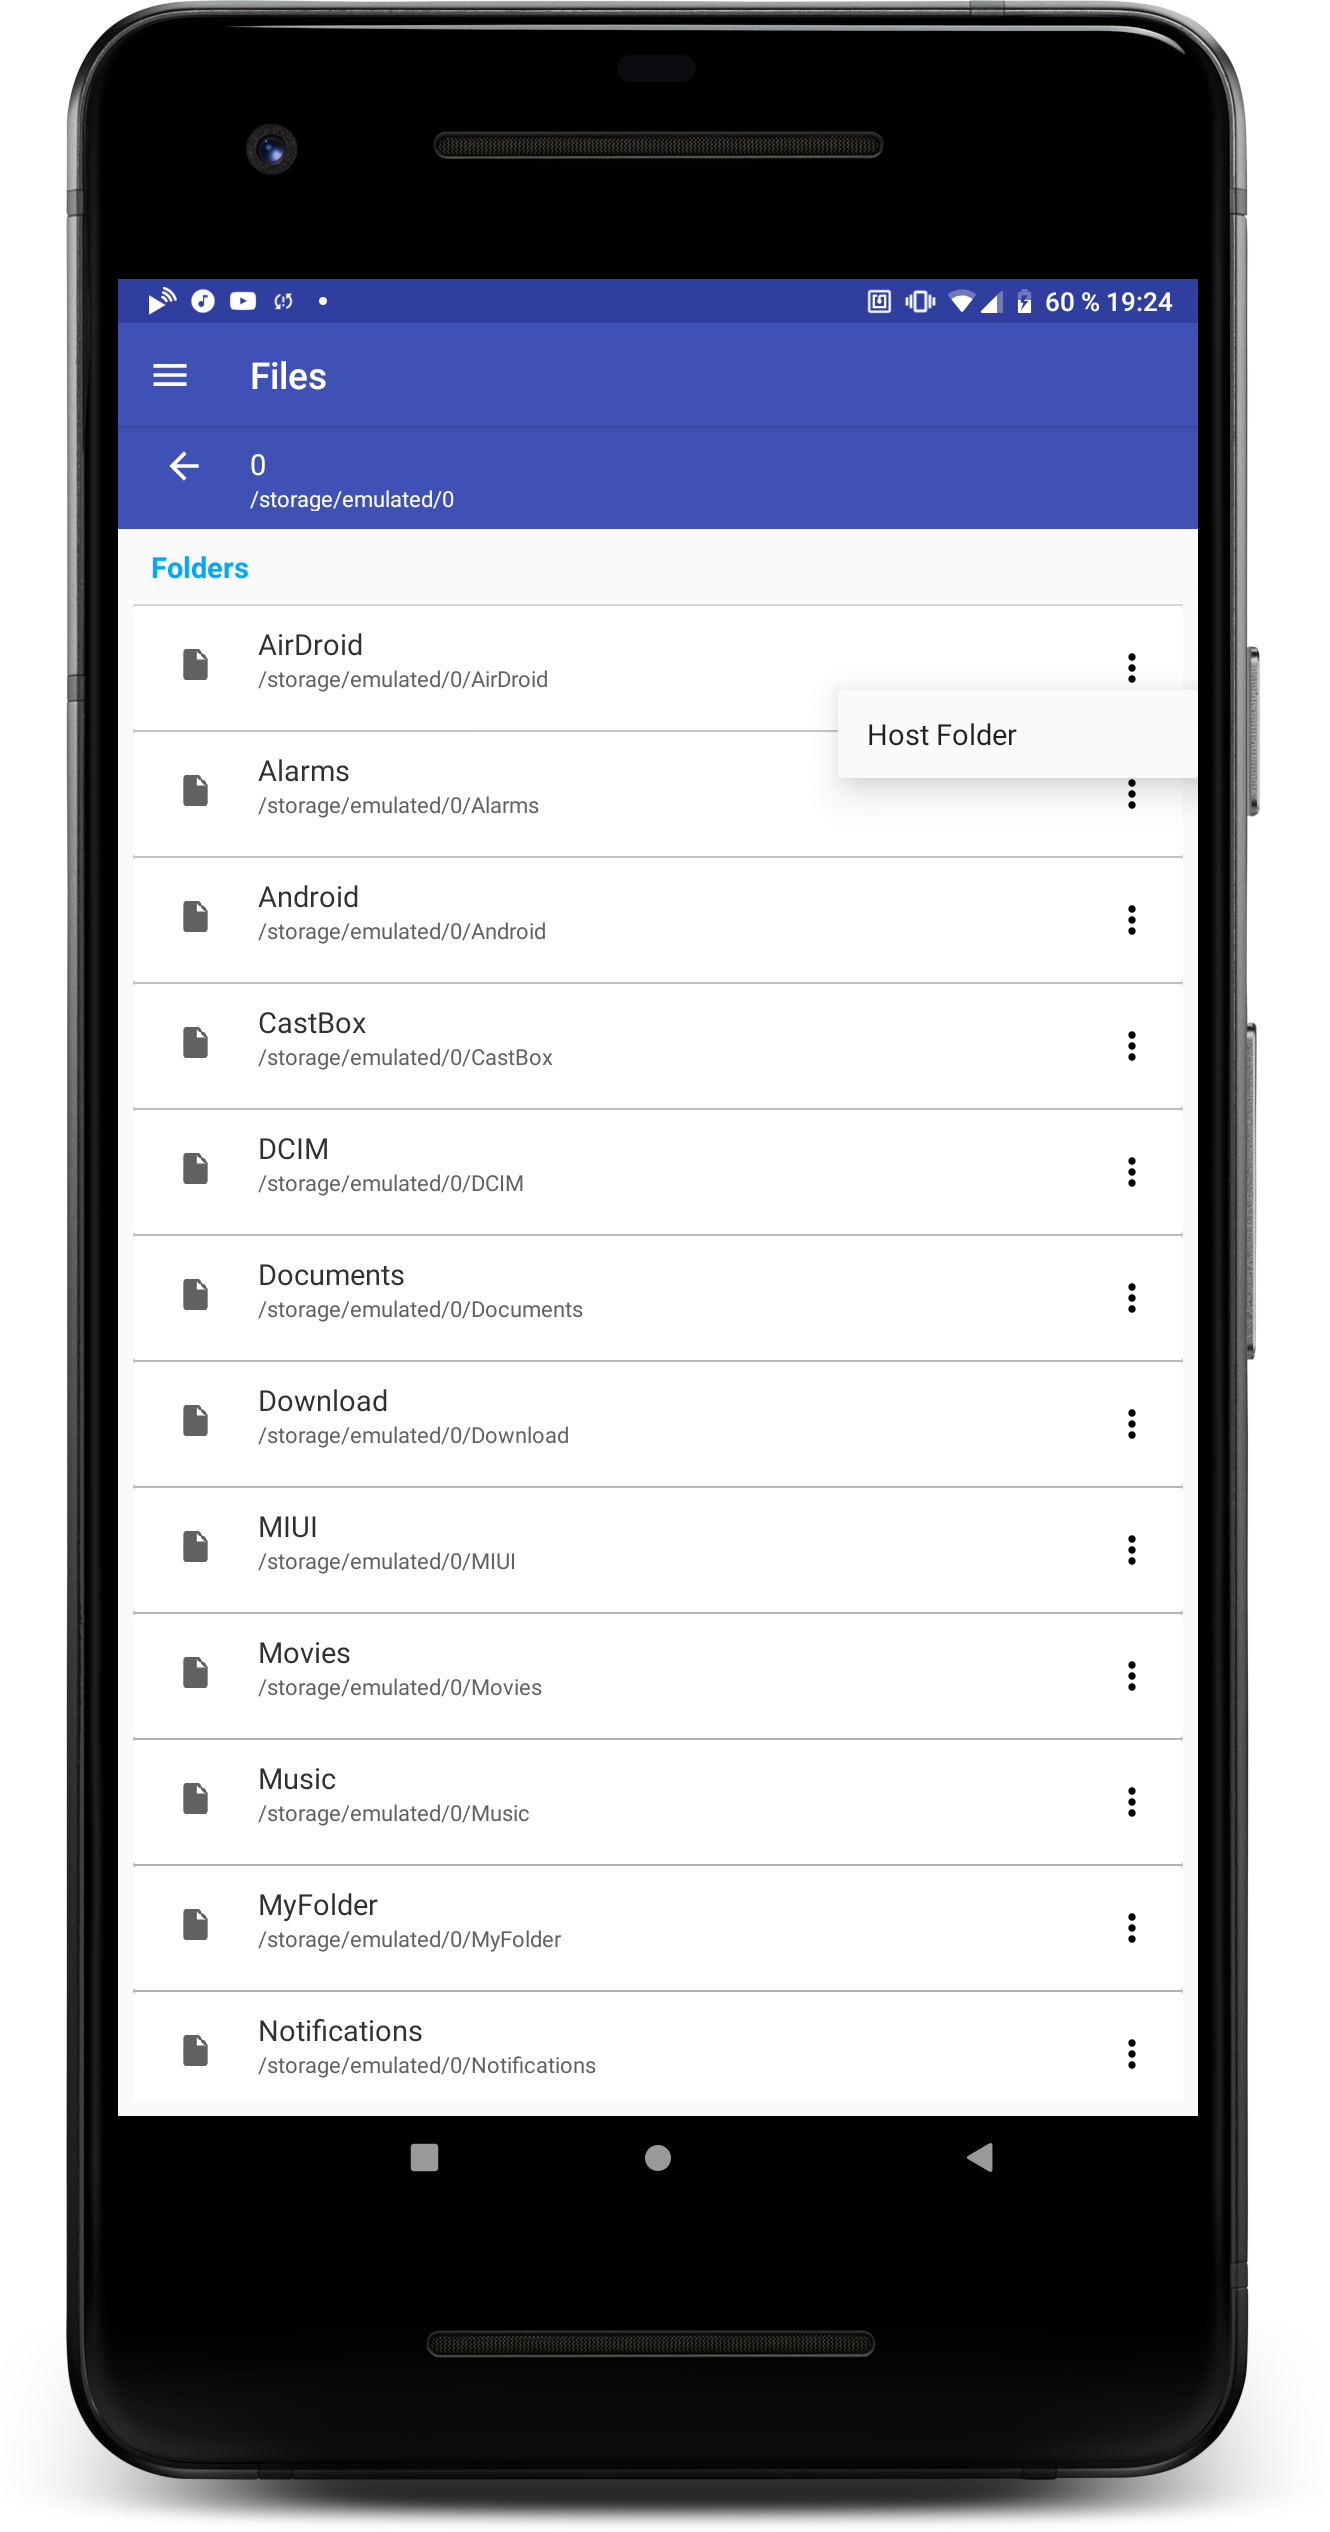 60 % 19:24
Files
0
/storage/emulated/0
Folders
AirDroid
/storage/emulated/0/AirDroid
Host Folder
Alarms
/storage/emulated/0/Alarms
Android
/storage/emulated/0/Android
CastBox
/storage/emulated/0/CastBox
DCIM
/storage/emulated/0/DCIM
Documents
/storage/emulated/0/Documents
Download
/storage/emulated/0/Download
MIUI
/storage/emulated/0/MIUI
Movies
/storage/emulated/0/Movies
Music
/storage/emulated/0/Music
MyFolder
/storage/emulated/0/MyFolder
Notifications
/storage/emulated/0/Notifications